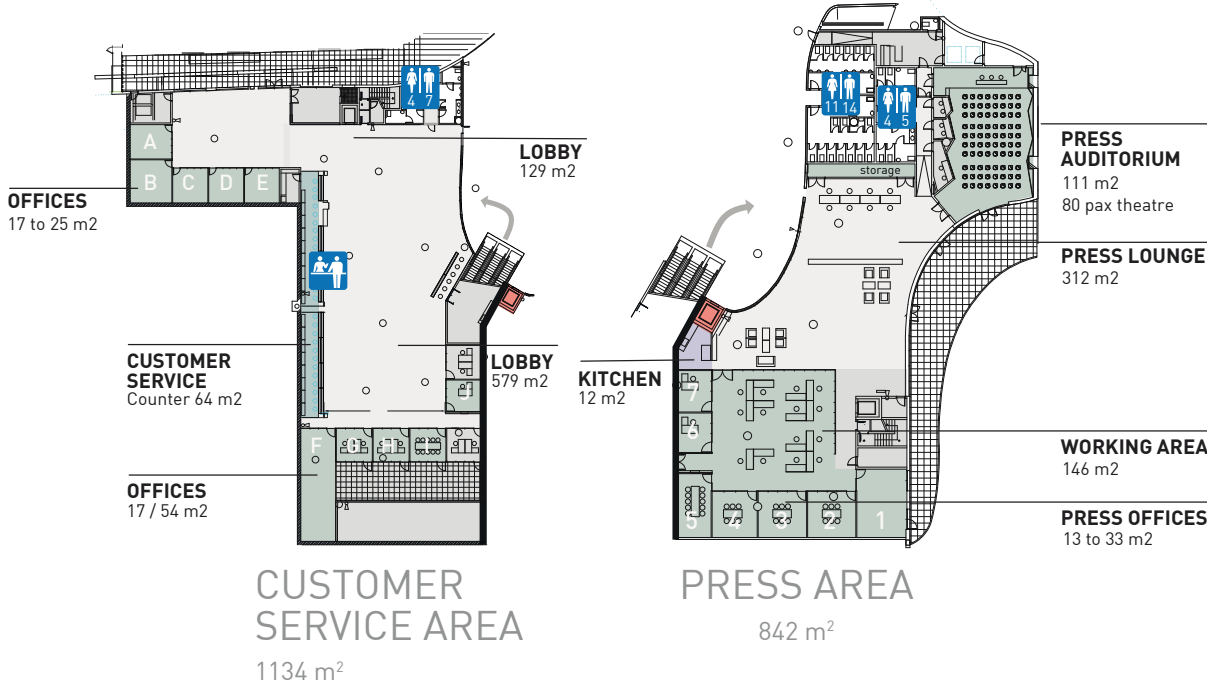 4 7
LOBBY
129 m2
A
B
C
D
E
OFFICES
17 to 25 m2
CUSTOMER
SERVICE
Counter 64 m2
LOBBY
579 m2
J
F
G
H
I
OFFICES
17 / 54 m2
CUSTOMER
SERVICE AREA
1134 m²
11 14
4 5
storage
PRESS
AUDITORIUM
111 m2
80 pax theatre
PRESS LOUNGE
312 m2
KITCHEN
12 m2
7
6
WORKING AREA
146 m2
5
4
3
2
1
PRESS OFFICES
13 to 33 m2
PRESS AREA
842 m²